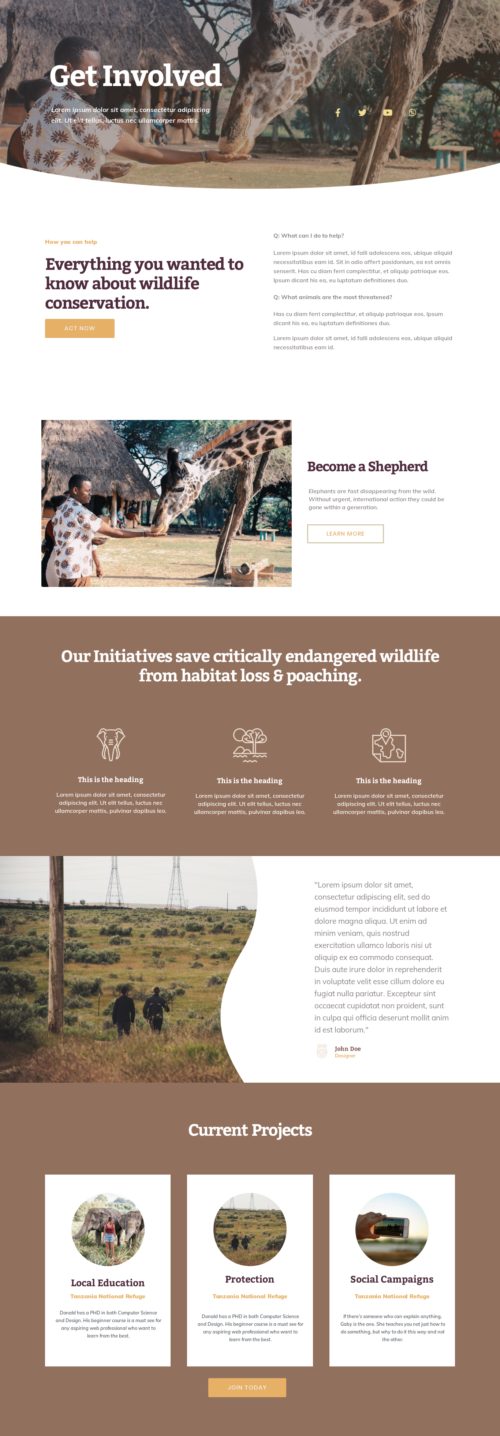 Get Involved
Lorem ipsum dolor sit amet, consectetur adipiscing
elit. Ut elit tellus, luctus nec ullamcorper mattis.
How you can help
Everything you wanted to
know about wildlife
conservation.
ACT NOW
Q: What can I do to help?
Lorem ipsum dolor sit amet, id falli adolescens eos, ubique aliquid
necessitatibus eam id. Sit in odio affert posidonium, ea est omnis
senserit. Has cu diam ferri complectitur, et aliquip patrioque eos.
Ipsum dicant his ea, eu luptatum definitiones duo.
Q: What animals are the most threatened?
Has cu diam ferri complectitur, et aliquip patrioque eos, Ipsum
dicant his ea, eu luptatum definitiones duo.
Lorem ipsum dolor sit amet, id falli adolescens eos, ubique aliquid
necessitatibus eam id.
Become a Shepherd
Elephants are fast disappearing from the wild.
Without urgent, international action they could be
gone within a generation.
LEARN MORE
Our Initiatives save critically endangered wildlife
from habitat loss & poaching.
This is the heading
Lorem ipsum dolor sit amet, consectetur
adipiscing elit. Ut elit tellus, luctus nec
ullamcorper mattis, pulvinar dapibus leo.
This is the heading
Lorem ipsum dolor sit amet, consectetur
adipiscing elit. Ut elit tellus, luctus nec
ullamcorper mattis, pulvinar dapibus leo.
This is the heading
Lorem ipsum dolor sit amet, consectetur
adipiscing elit. Ut elit tellus, luctus nec
ullamcorper mattis, pulvinar dapibus leo.
"Lorem ipsum dolor sit amet,
consectetur adipiscing elit, sed do
eiusmod tempor incididunt ut labore et
dolore magna aliqua. Ut enim ad
minim veniam, quis nostrud
exercitation ullamco laboris nisi ut
aliquip ex ea commodo consequat.
Duis aute irure dolor in reprehenderit
in voluptate velit esse cillum dolore eu
fugiat nulla pariatur. Excepteur sint
occaecat cupidatat non proident, sunt
in culpa qui officia deserunt mollit anim
id est laborum."
John Doe
Designer
Current Projects
Local Education
Tanzania National Refuge
Donald has a PHD in both Computer Science
and Design. His beginner course is a must see for
any aspiring web professional who want to
learn from the best.
Protection
Tanzania National Refuge
Donald has a PHD in both Computer Science
and Design. His beginner course is a must see for
any aspiring web professional who want to
learn from the best.
Social Campaigns
Tanzania National Refuge
If there's someone who can explain anything,
Gaby is the one. She teaches you not just how to
do something, but why to do it this way and not
the other.
JOIN TODAY